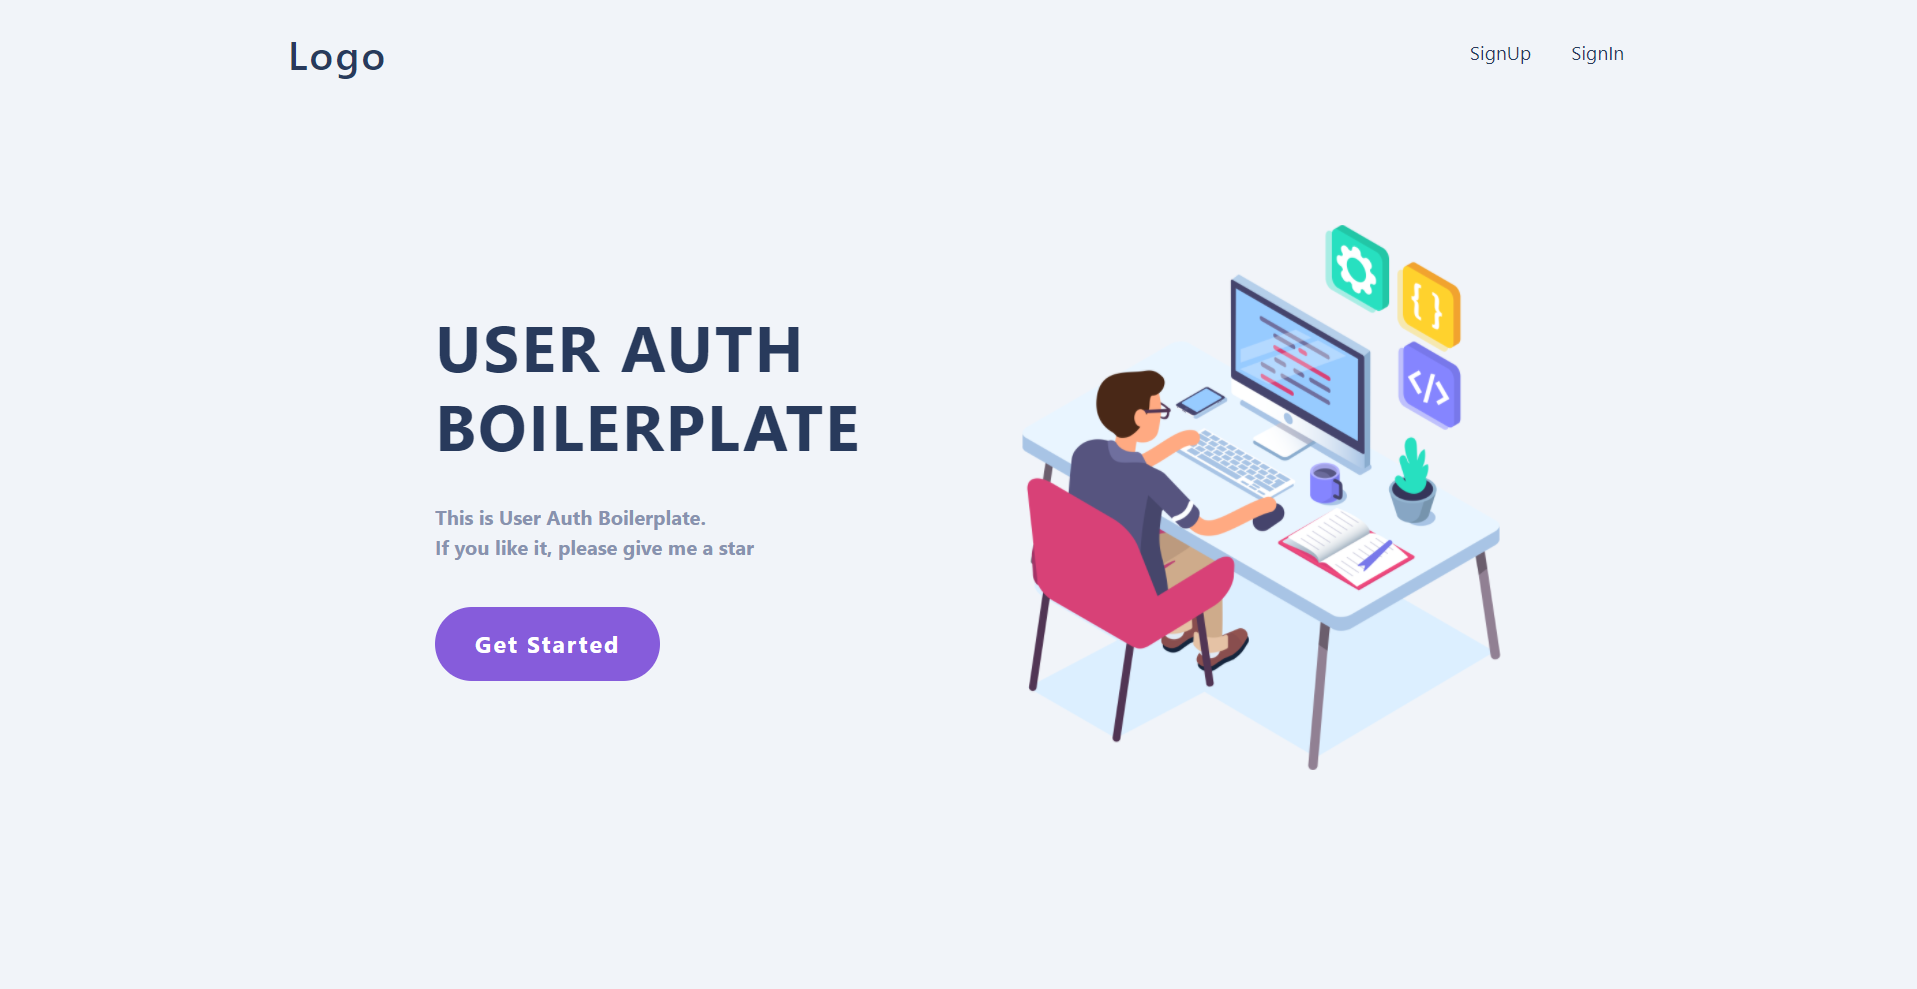 Logo
SignUp
SignIn
USER AUTH
BOILERPLATE
This is User Auth Boilerplate.
If you like it, please give me a star
Get Started